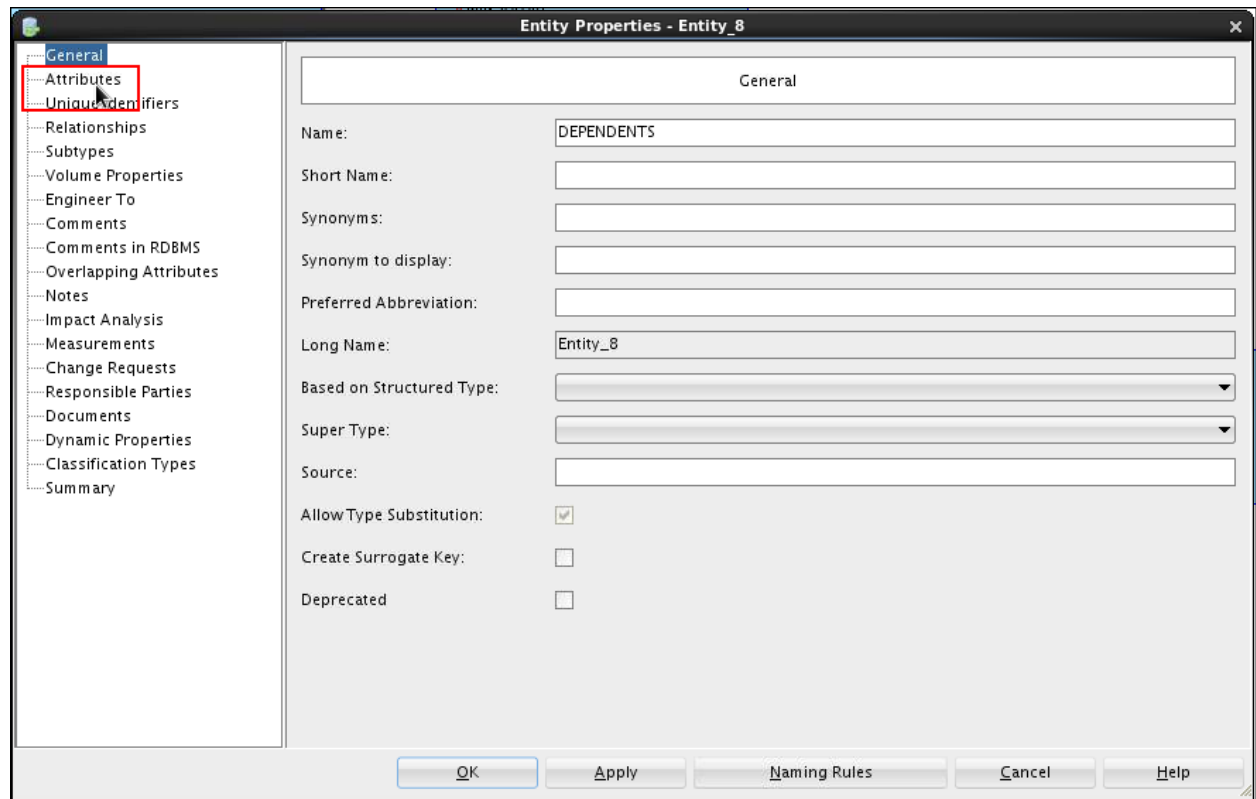 Entity Properties - Entity_8
General
Attributes
Unique Identifiers
Relationships
Subtypes
Volume Properties
Engineer To
Comments
Comments in RDBMS
Overlapping Attributes
Notes
Impact Analysis
Measurements
Change Requests
Responsible Parties
Documents
Dynamic Properties
Classification Types
Summary
General
Name: DEPENDENTS
Short Name:
Synonyms:
Synonym to display:
Preferred Abbreviation:
Long Name: Entity_8
Based on Structured Type:
Super Type:
Source:
Allow Type Substitution:
Create Surrogate Key:
Deprecated
OK Apply Naming Rules Cancel Help